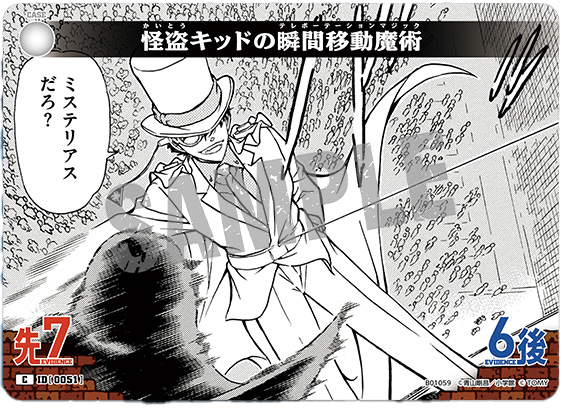 CASE
かいとう テレポーテーションマジック
怪盗キッドの瞬間移動魔術
ミステリアス
だろ?
SAMPLE
先7
EVIDENCE
6後
EVIDENCE
C ID[0051]
B01059 ©青山剛昌/小学館 © TOMY